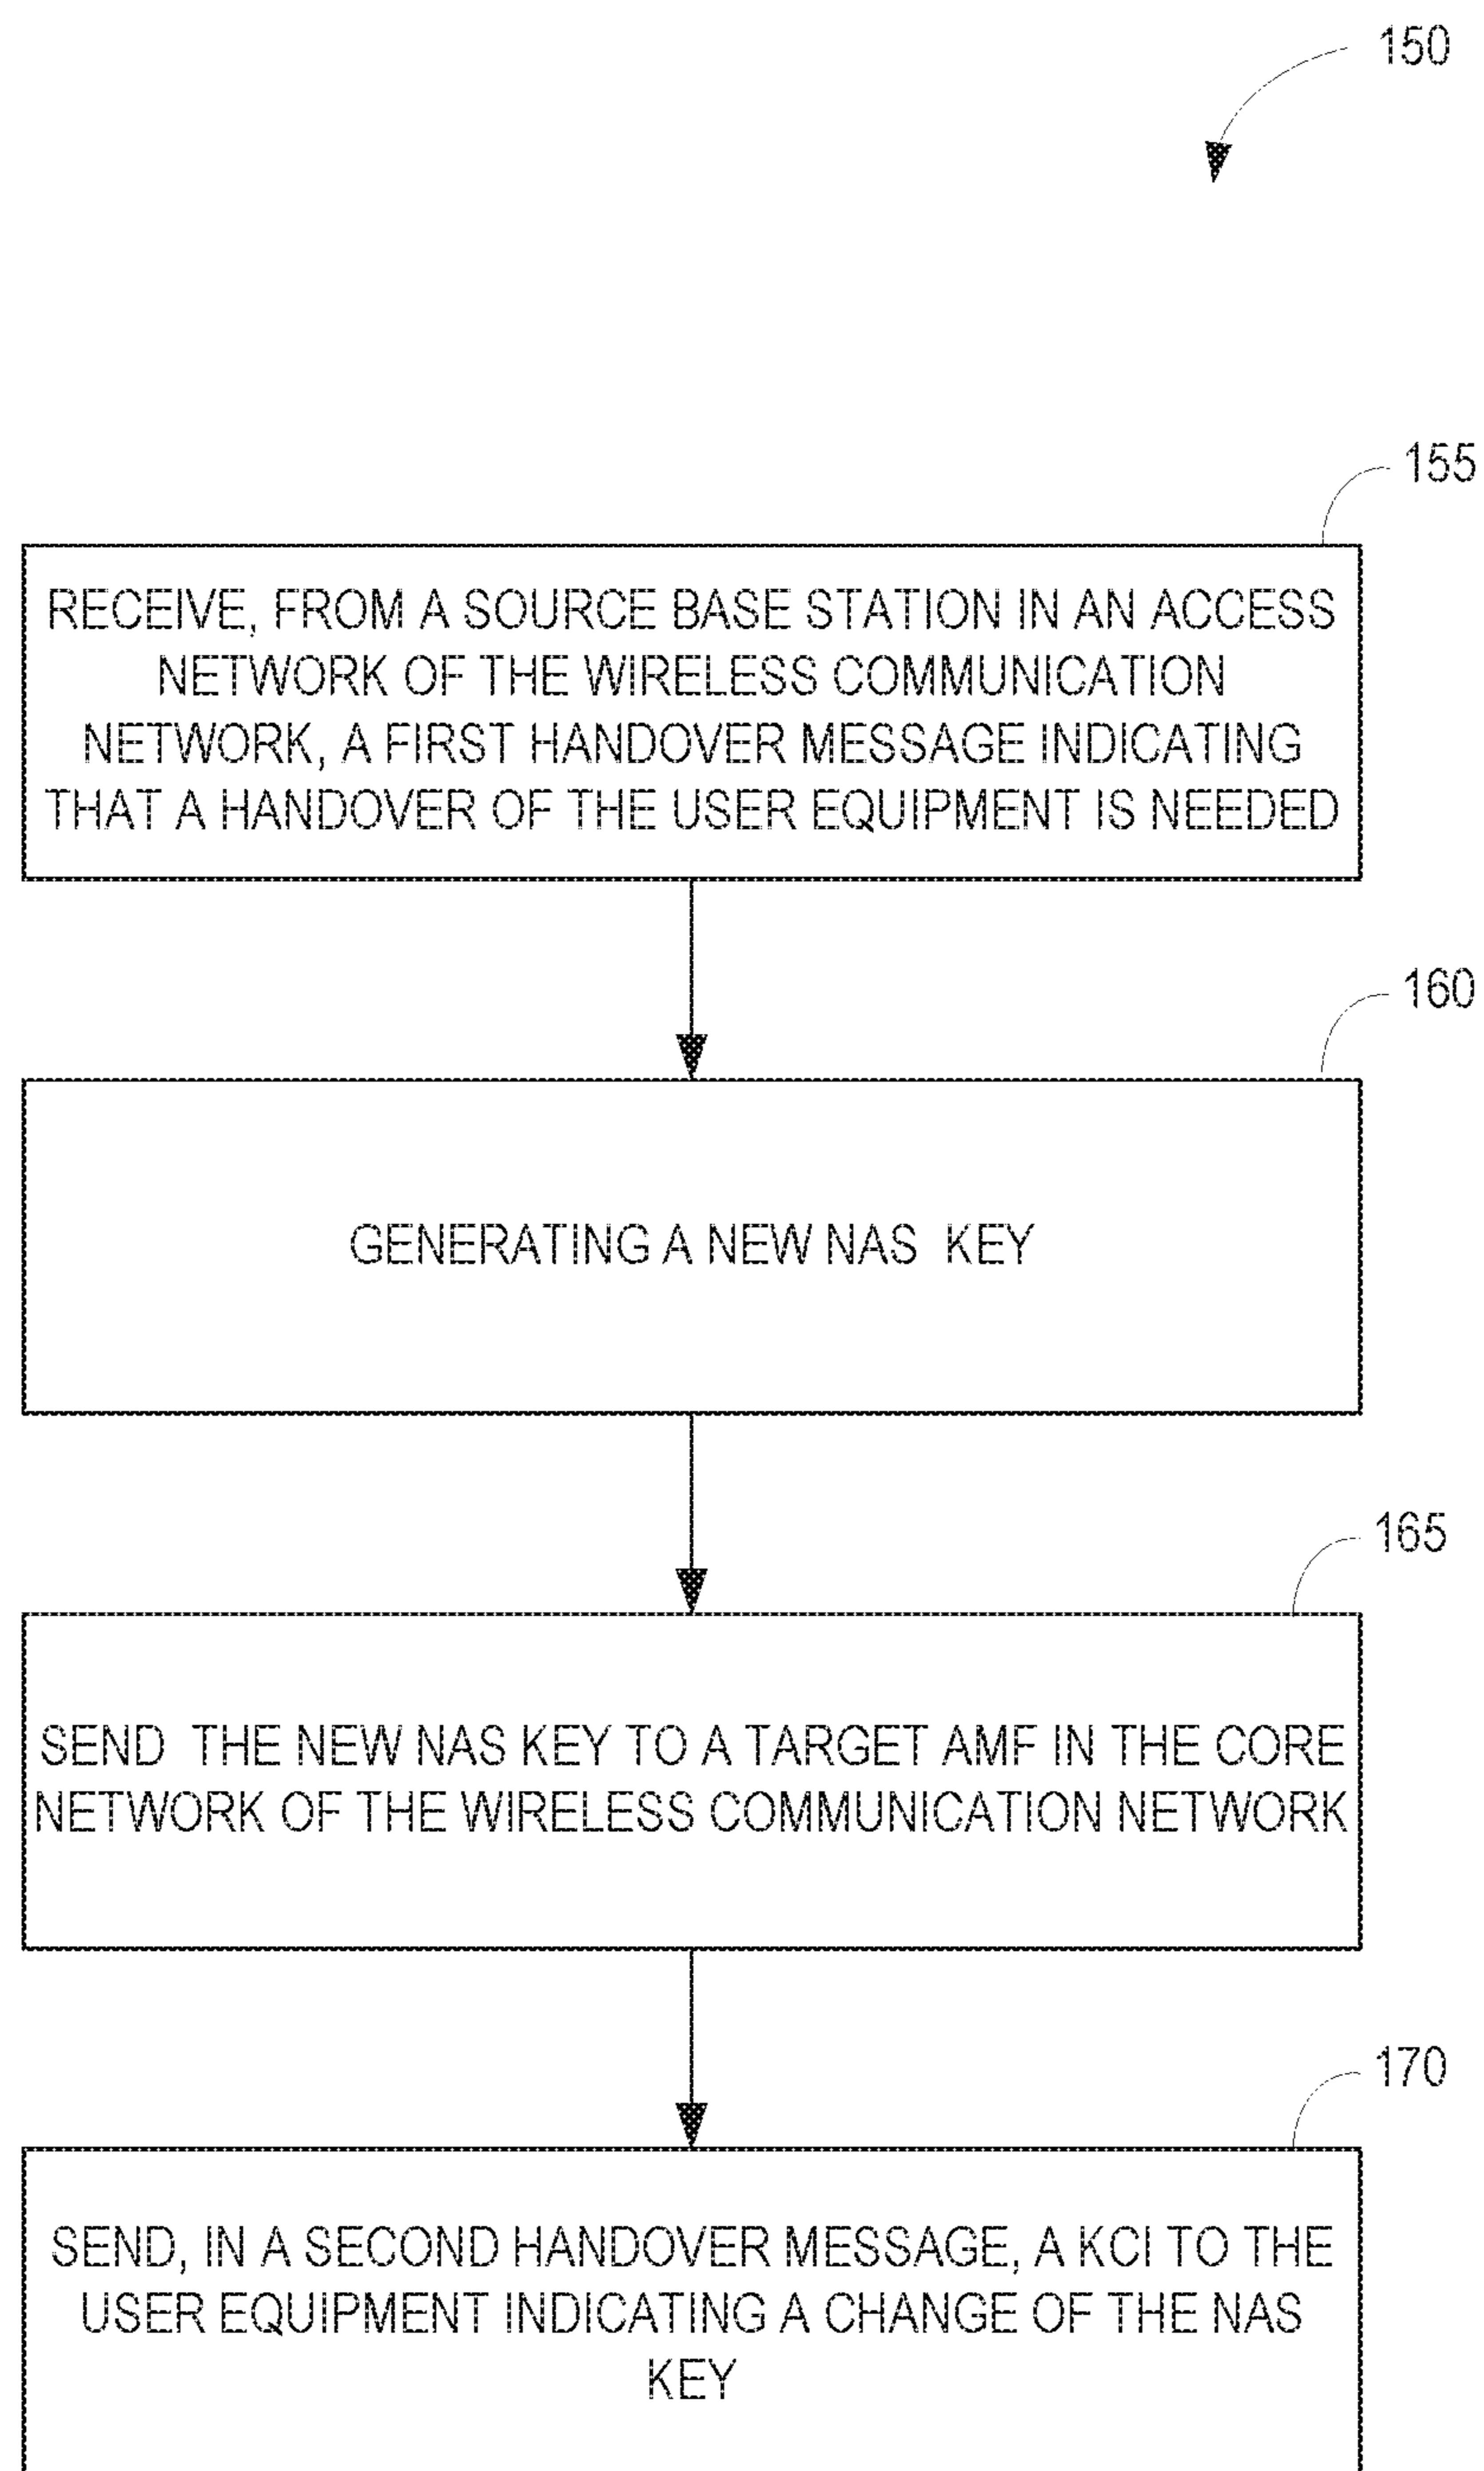 150
155
RECEIVE, FROM A SOURCE BASE STATION IN AN ACCESS
NETWORK OF THE WIRELESS COMMUNICATION
NETWORK, A FIRST HANDOVER MESSAGE INDICATING
THAT A HANDOVER OF THE USER EQUIPMENT IS NEEDED
160
GENERATING A NEW NAS KEY
165
SEND THE NEW NAS KEY TO A TARGET AMF IN THE CORE
NETWORK OF THE WIRELESS COMMUNICATION NETWORK
170
SEND, IN A SECOND HANDOVER MESSAGE, A KCI TO THE
USER EQUIPMENT INDICATING A CHANGE OF THE NAS
KEY